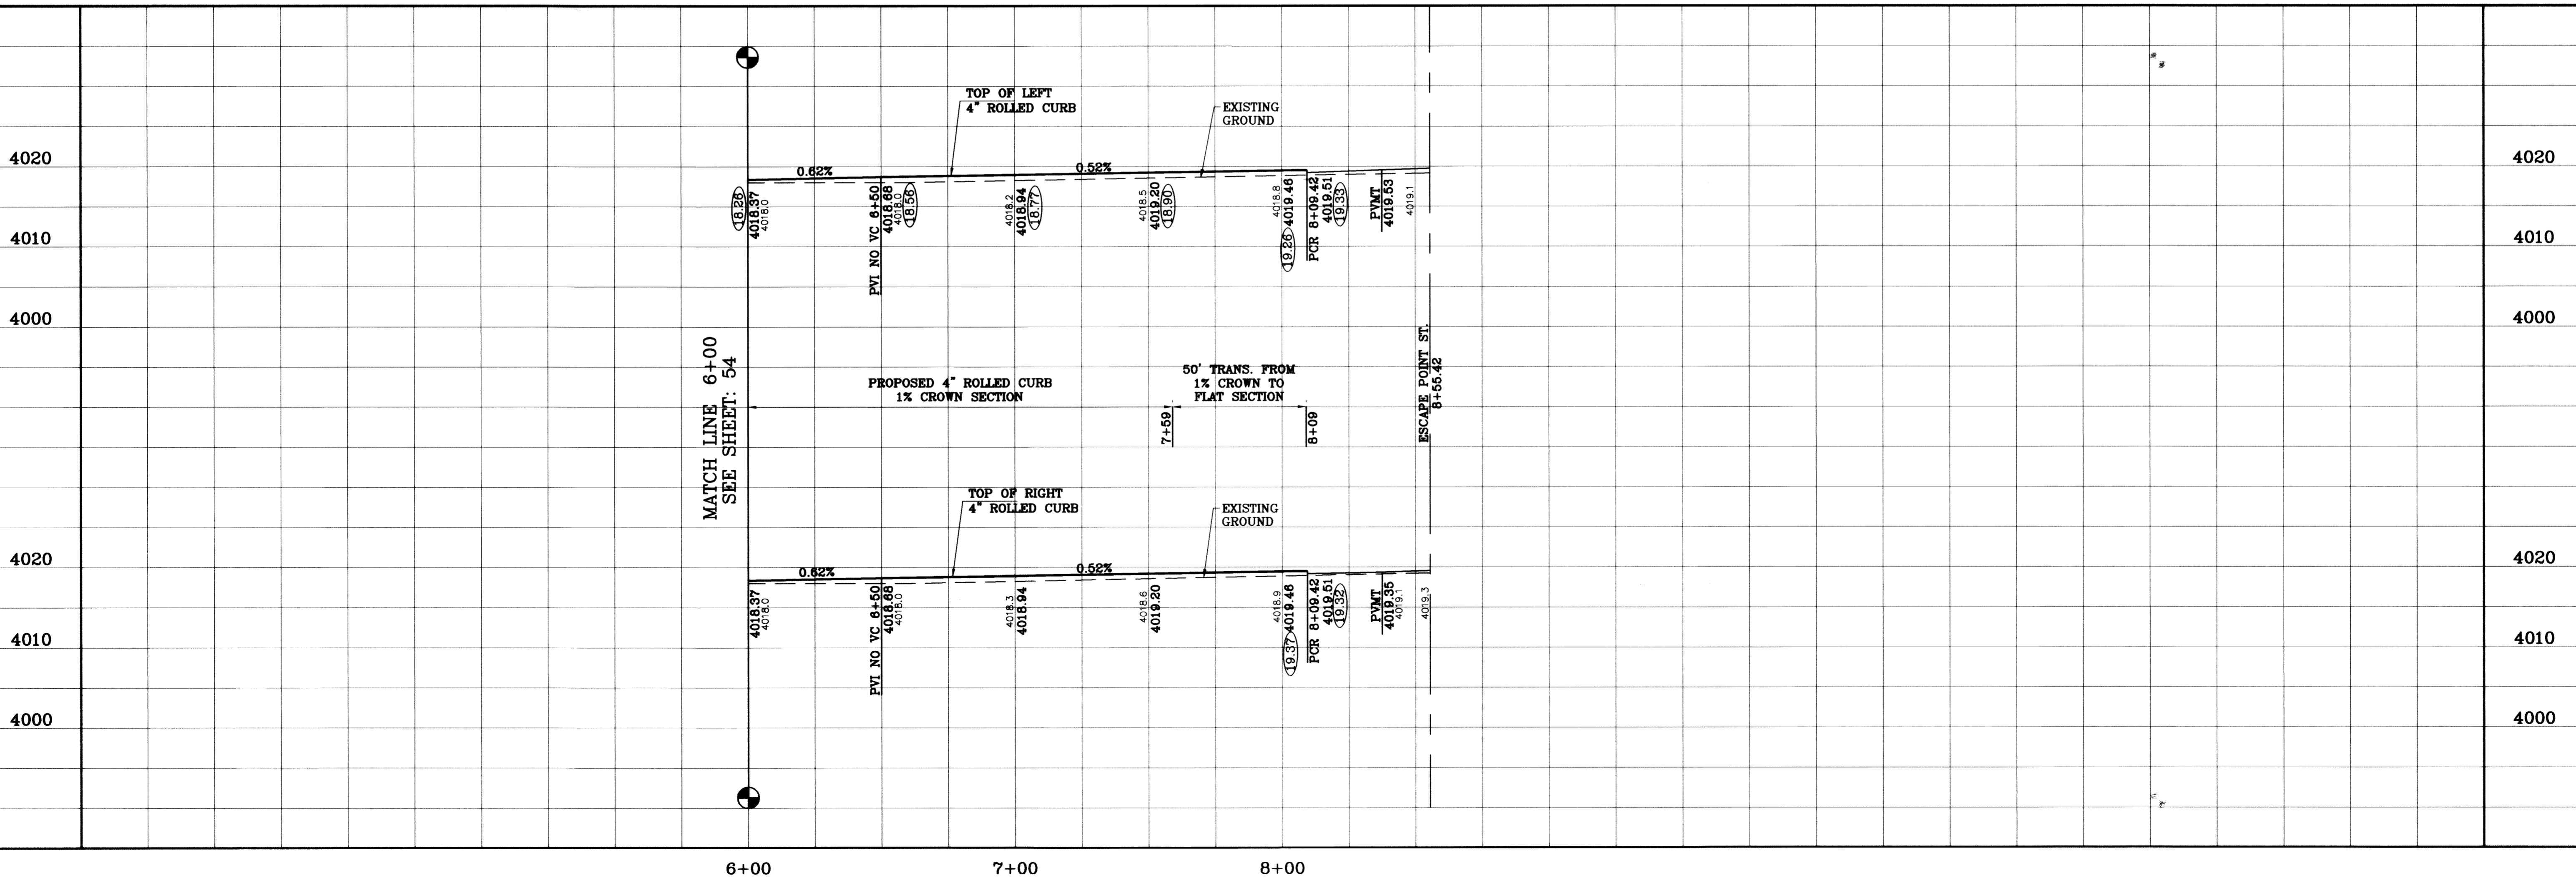 TOP OF LEFT
4" ROLLED CURB
EXISTING
GROUND
4020
4020
0.62%
0.52%
18.26
4018.37
4018.0
PVI NO VC 6+50
4018.68
4018.0
18.56
4018.2
4018.94
18.77
4018.5
4019.20
18.90
4018.8
4019.46
19.26
PCR 8+09.42
4019.51
19.33
PVMT
4019.53
4019.1
4010
4010
4000
4000
MATCH LINE 6+00
SEE SHEET: 54
PROPOSED 4" ROLLED CURB
1% CROWN SECTION
50' TRANS. FROM
1% CROWN TO
FLAT SECTION
7+59
8+09
ESCAPE POINT ST.
8+55.42
TOP OF RIGHT
4" ROLLED CURB
EXISTING
GROUND
4020
4020
0.62%
0.52%
4018.37
4018.0
PVI NO VC 6+50
4018.68
4018.0
4018.3
4018.94
4018.6
4019.20
4018.9
4019.46
19.37
PCR 8+09.42
4019.51
19.32
PVMT
4019.35
4019.1
4019.3
4010
4010
4000
4000
6+00
7+00
8+00